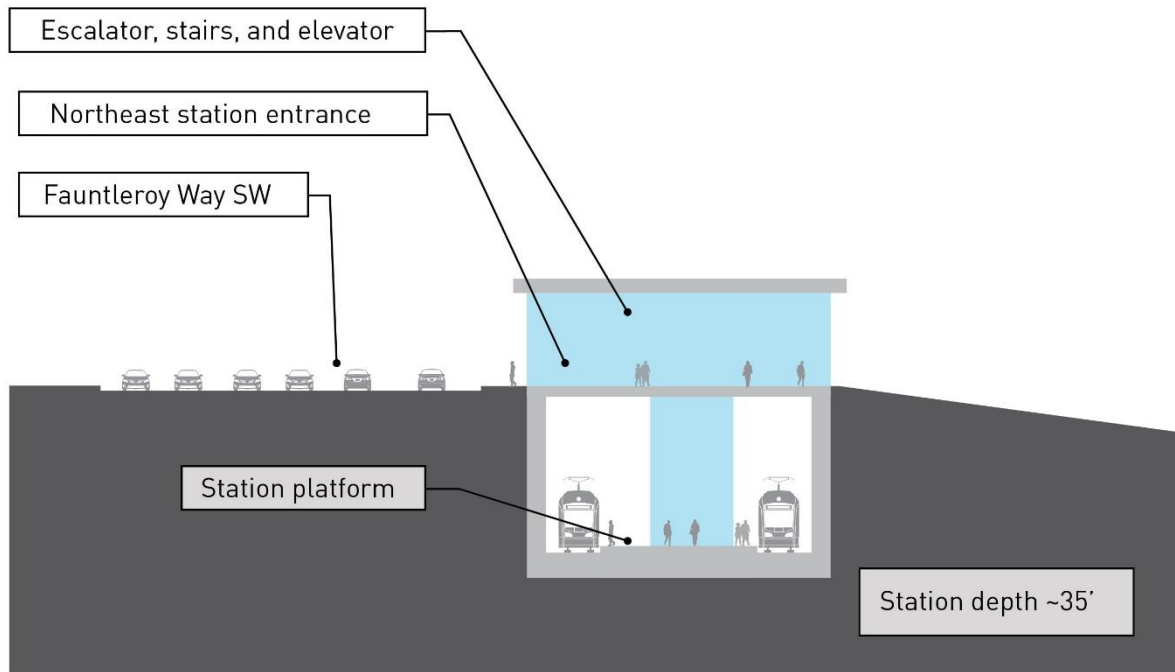 Escalator, stairs, and elevator
Northeast station entrance
Fauntleroy Way SW
Station platform
Station depth ~35’